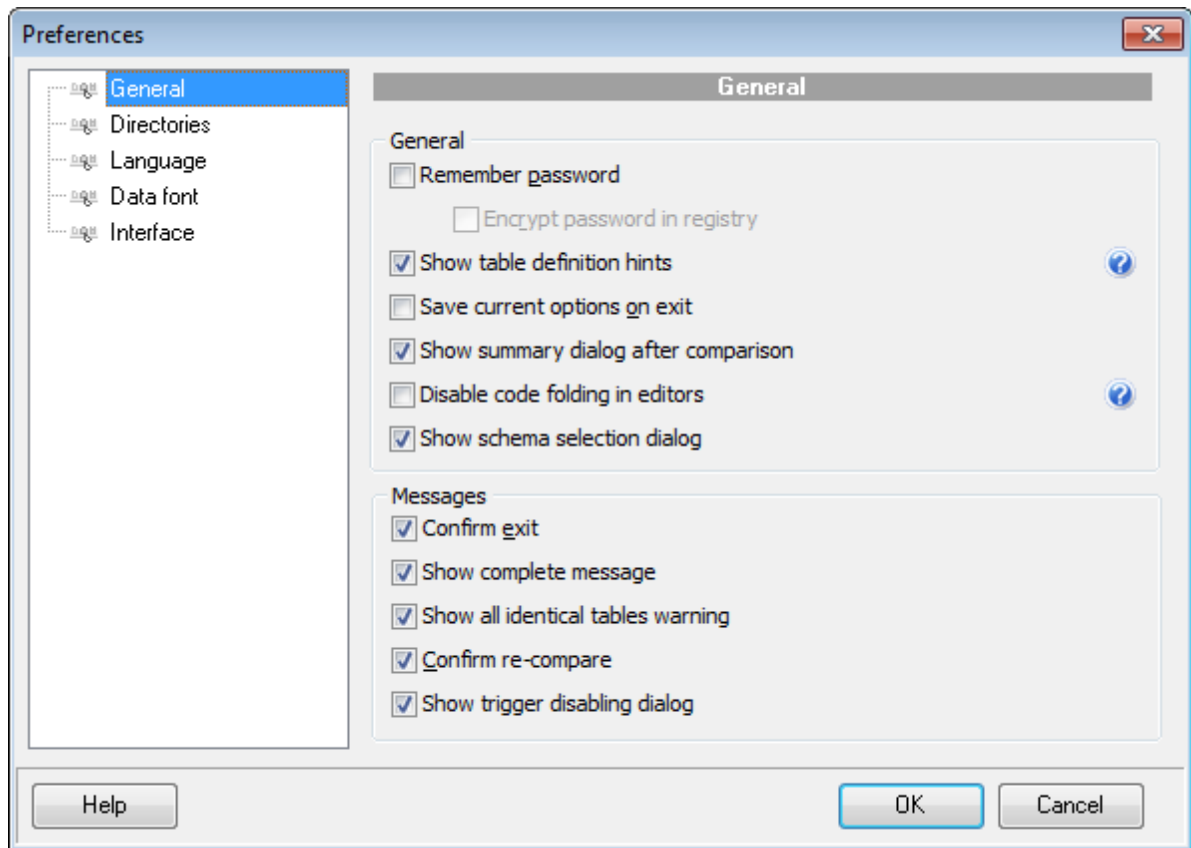 Preferences
General
Directories
Language
Data font
Interface
General
General
Remember password
Encrypt password in registry
Show table definition hints
Save current options on exit
Show summary dialog after comparison
Disable code folding in editors
Show schema selection dialog
Messages
Confirm exit
Show complete message
Show all identical tables warning
Confirm re-compare
Show trigger disabling dialog
Help
OK
Cancel